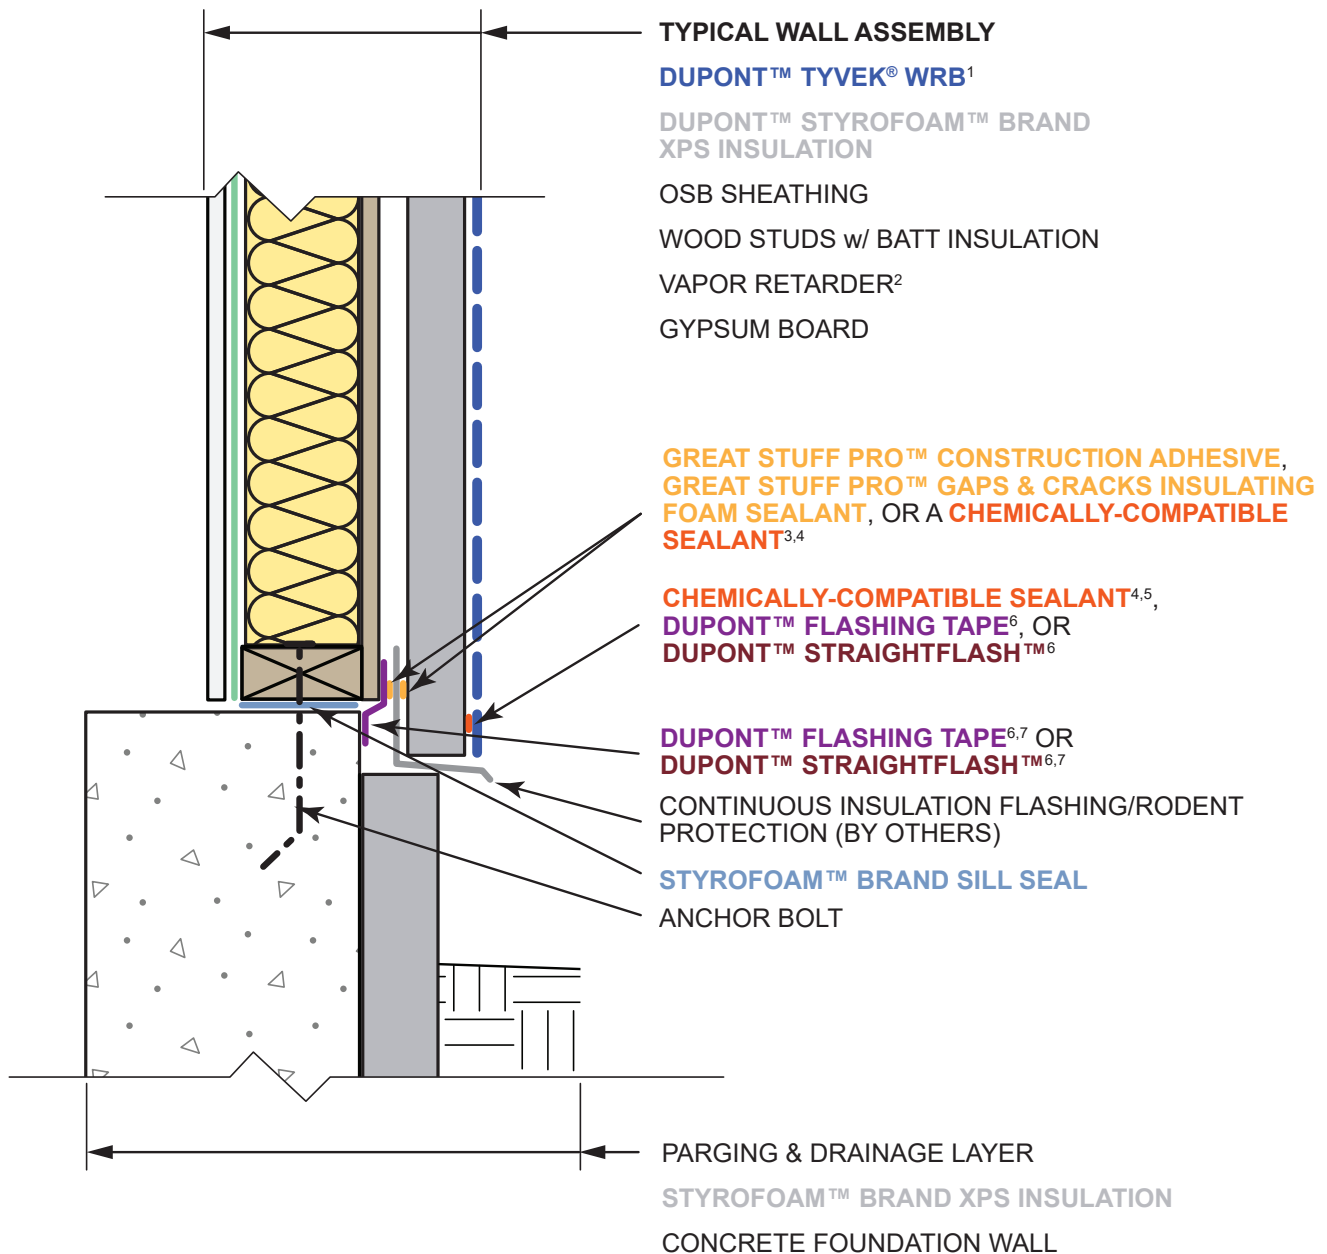 TYPICAL WALL ASSEMBLY
DUPONT™ TYVEK® WRB¹
DUPONT™ STYROFOAM™ BRAND
XPS INSULATION
OSB SHEATHING
WOOD STUDS w/ BATT INSULATION
VAPOR RETARDER²
GYPSUM BOARD
GREAT STUFF PRO™ CONSTRUCTION ADHESIVE,
GREAT STUFF PRO™ GAPS & CRACKS INSULATING
FOAM SEALANT, OR A CHEMICALLY-COMPATIBLE
SEALANT³,⁴
CHEMICALLY-COMPATIBLE SEALANT⁴,⁵,
DUPONT™ FLASHING TAPE⁶, OR
DUPONT™ STRAIGHTFLASH™⁶
DUPONT™ FLASHING TAPE⁶,⁷ OR
DUPONT™ STRAIGHTFLASH™⁶,⁷
CONTINUOUS INSULATION FLASHING/RODENT
PROTECTION (BY OTHERS)
STYROFOAM™ BRAND SILL SEAL
ANCHOR BOLT
PARGING & DRAINAGE LAYER
STYROFOAM™ BRAND XPS INSULATION
CONCRETE FOUNDATION WALL